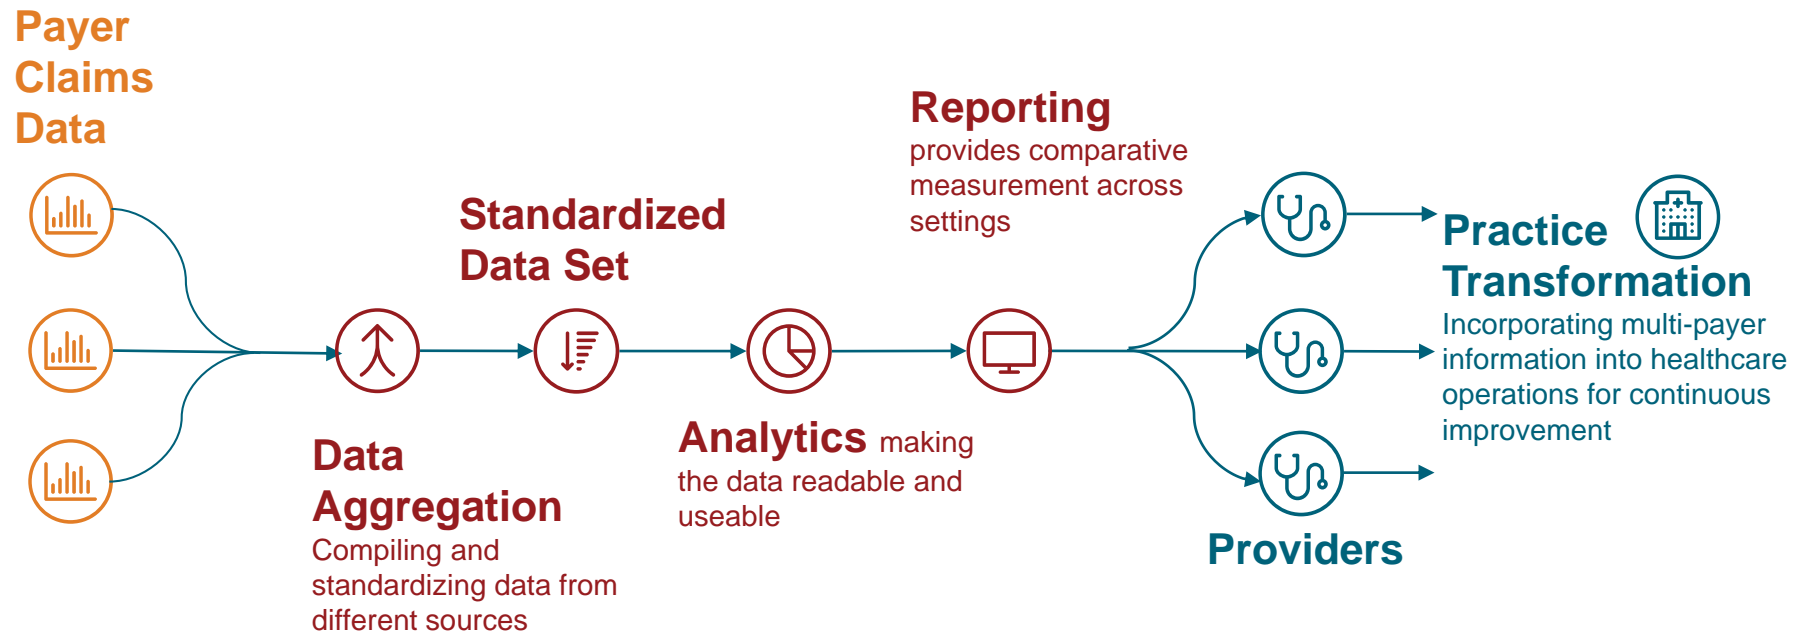 Payer
Claims
Data
Standardized
Data Set
Reporting
provides comparative
measurement across
settings
Practice
Transformation
Incorporating multi-payer
information into healthcare
operations for continuous
improvement
Data
Aggregation
Compiling and
standardizing data from
different sources
Analytics making
the data readable and
useable
Providers